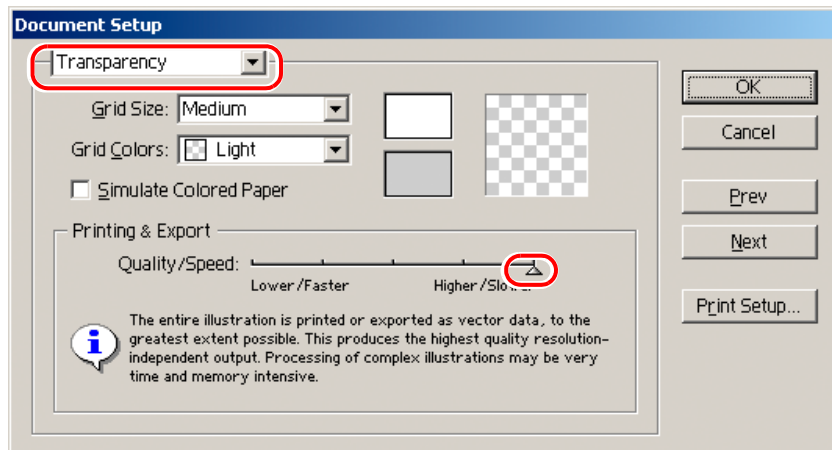 Document Setup
Transparency
Grid Size: Medium
Grid Colors: Light
Simulate Colored Paper
Printing & Export
Quality/Speed:
Lower/Faster
Higher/Slower
The entire illustration is printed or exported as vector data, to the
greatest extent possible. This produces the highest quality resolution-
independent output. Processing of complex illustrations may be very
time and memory intensive.
OK
Cancel
Prev
Next
Print Setup...